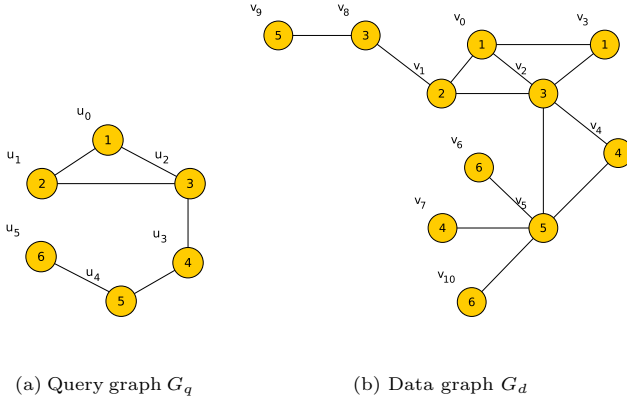 v9 v8 v0 v3
5 3 1 1
v1 v2
2 3
u0
1 v4
u1 u2 v6 4
2 3 6
v7 v5
u5 u3 4 5
6 4
u4 v10
5 6
(a) Query graph Gq (b) Data graph Gd